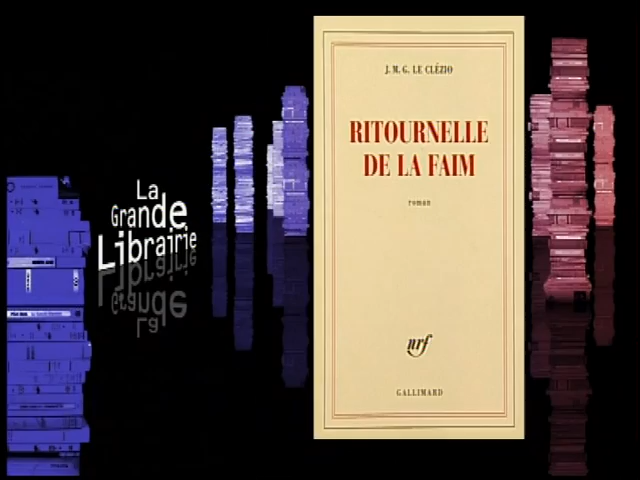 La
Grande
Librairie
J. M. G. LE CLÉZIO
RITOURNELLE
DE LA FAIM
roman
nrf
GALLIMARD